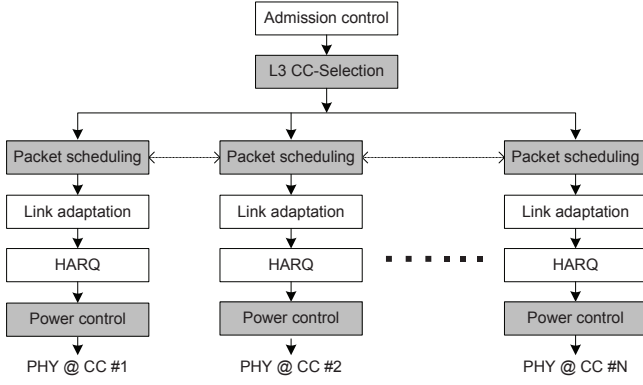 Admission control
L3 CC-Selection
Packet scheduling
Packet scheduling
Packet scheduling
Link adaptation
Link adaptation
Link adaptation
HARQ
HARQ
HARQ
Power control
Power control
Power control
PHY @ CC #1
PHY @ CC #2
PHY @ CC #N